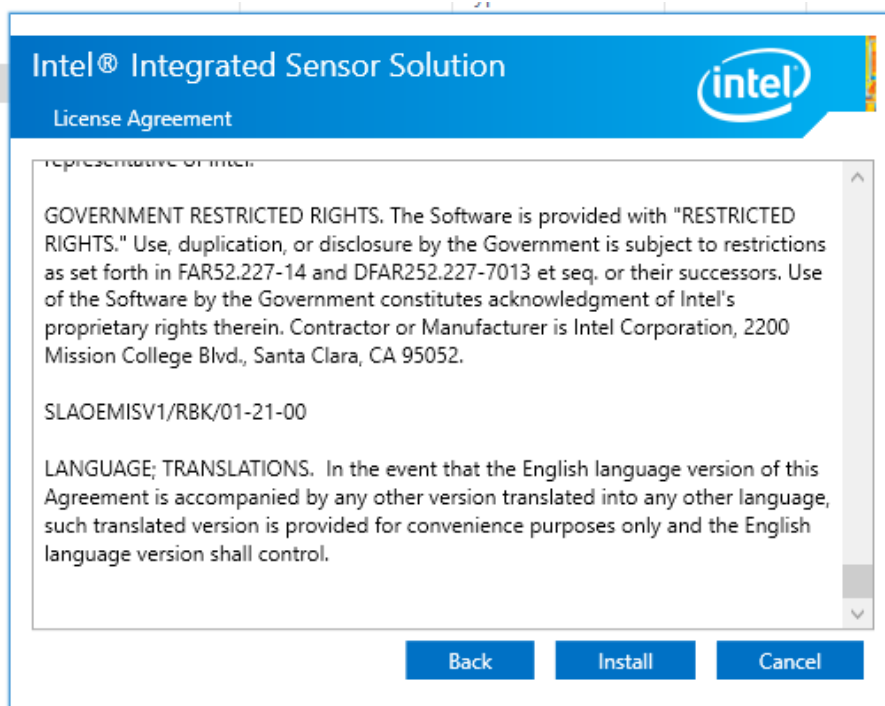 Intel® Integrated Sensor Solution
intel
License Agreement
representative of Intel.
GOVERNMENT RESTRICTED RIGHTS. The Software is provided with "RESTRICTED
RIGHTS." Use, duplication, or disclosure by the Government is subject to restrictions
as set forth in FAR52.227-14 and DFAR252.227-7013 et seq. or their successors. Use
of the Software by the Government constitutes acknowledgment of Intel's
proprietary rights therein. Contractor or Manufacturer is Intel Corporation, 2200
Mission College Blvd., Santa Clara, CA 95052.
SLAOEMISV1/RBK/01-21-00
LANGUAGE; TRANSLATIONS.  In the event that the English language version of this
Agreement is accompanied by any other version translated into any other language,
such translated version is provided for convenience purposes only and the English
language version shall control.
Back
Install
Cancel